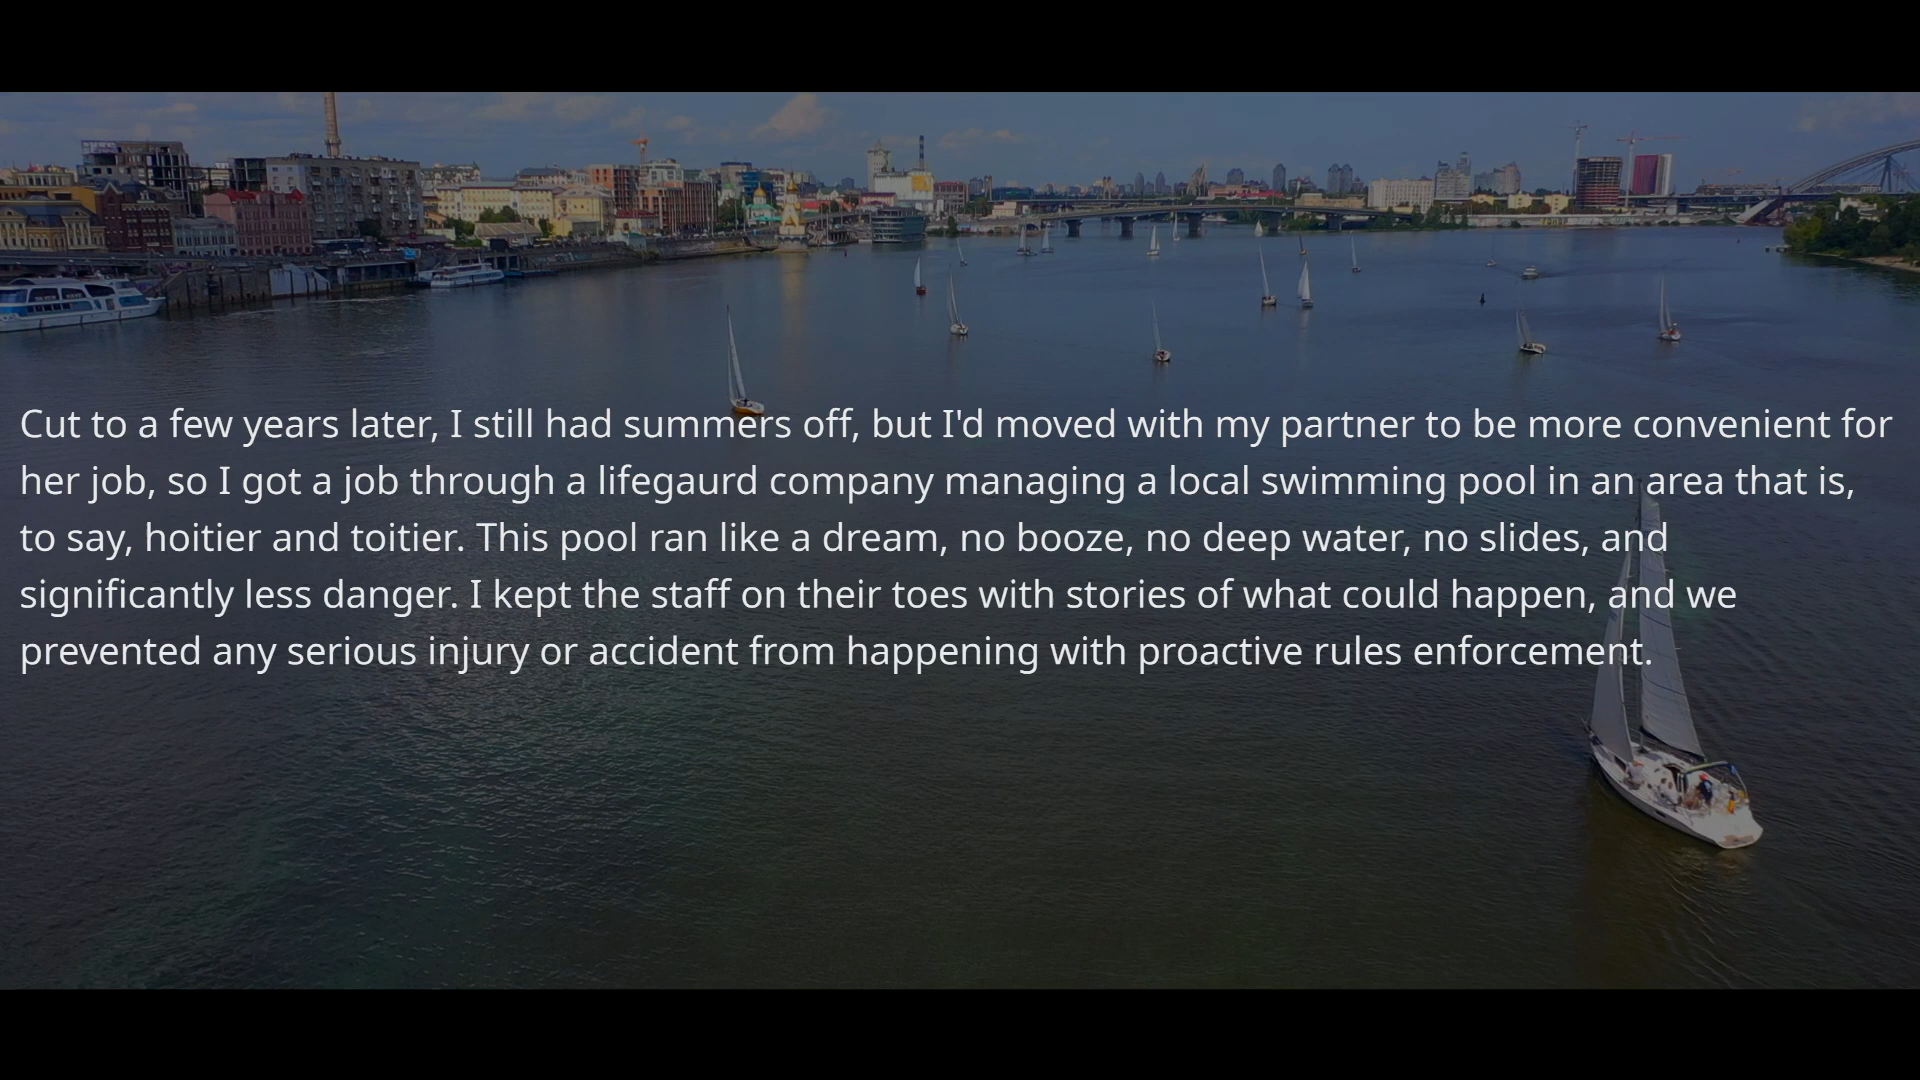 Cut to a few years later, I still had summers off, but I'd moved with my partner to be more convenient for
her job, so I got a job through a lifegaurd company managing a local swimming pool in an area that is,
to say, hoitier and toitier. This pool ran like a dream, no booze, no deep water, no slides, and
significantly less danger. I kept the staff on their toes with stories of what could happen, and we
prevented any serious injury or accident from happening with proactive rules enforcement.